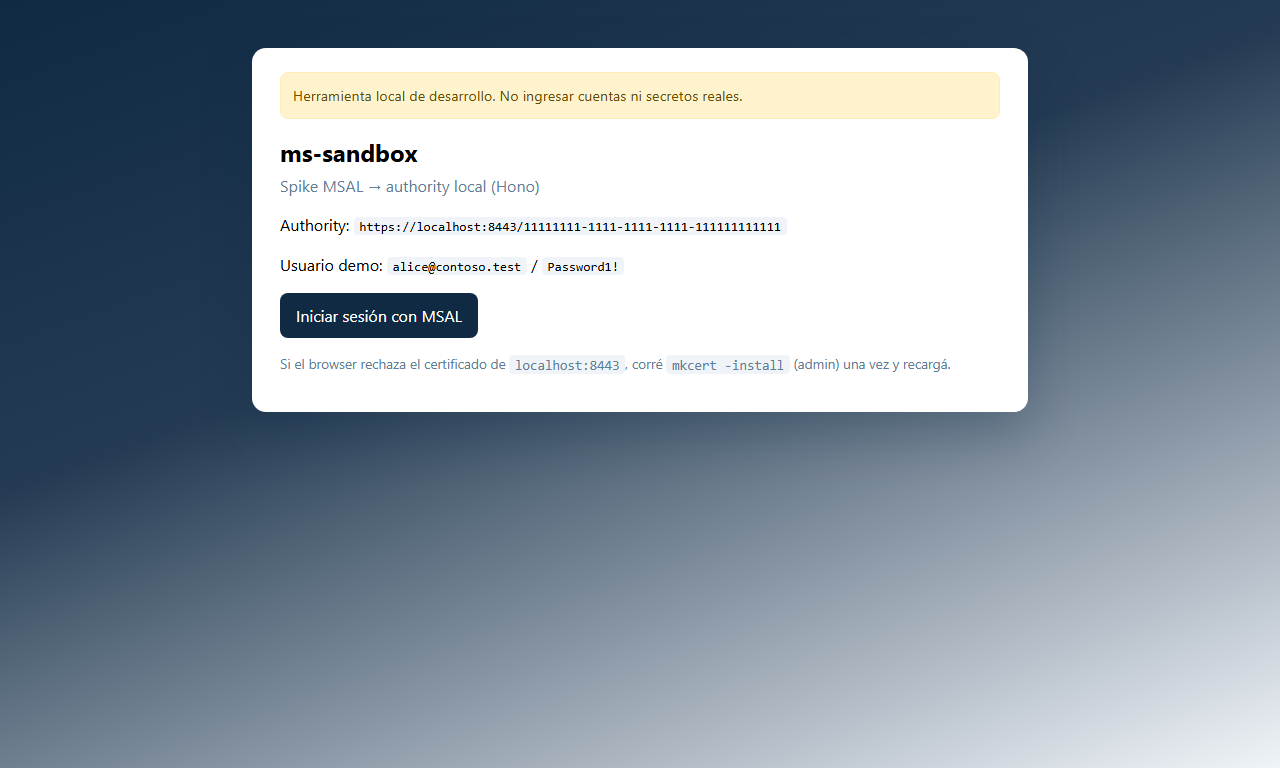 Herramienta local de desarrollo. No ingresar cuentas ni secretos reales.
ms-sandbox
Spike MSAL → authority local (Hono)
Authority: https://localhost:8443/11111111-1111-1111-1111-111111111111
Usuario demo: alice@contoso.test / Password1!
Iniciar sesión con MSAL
Si el browser rechaza el certificado de localhost:8443, corré mkcert -install (admin) una vez y recargá.